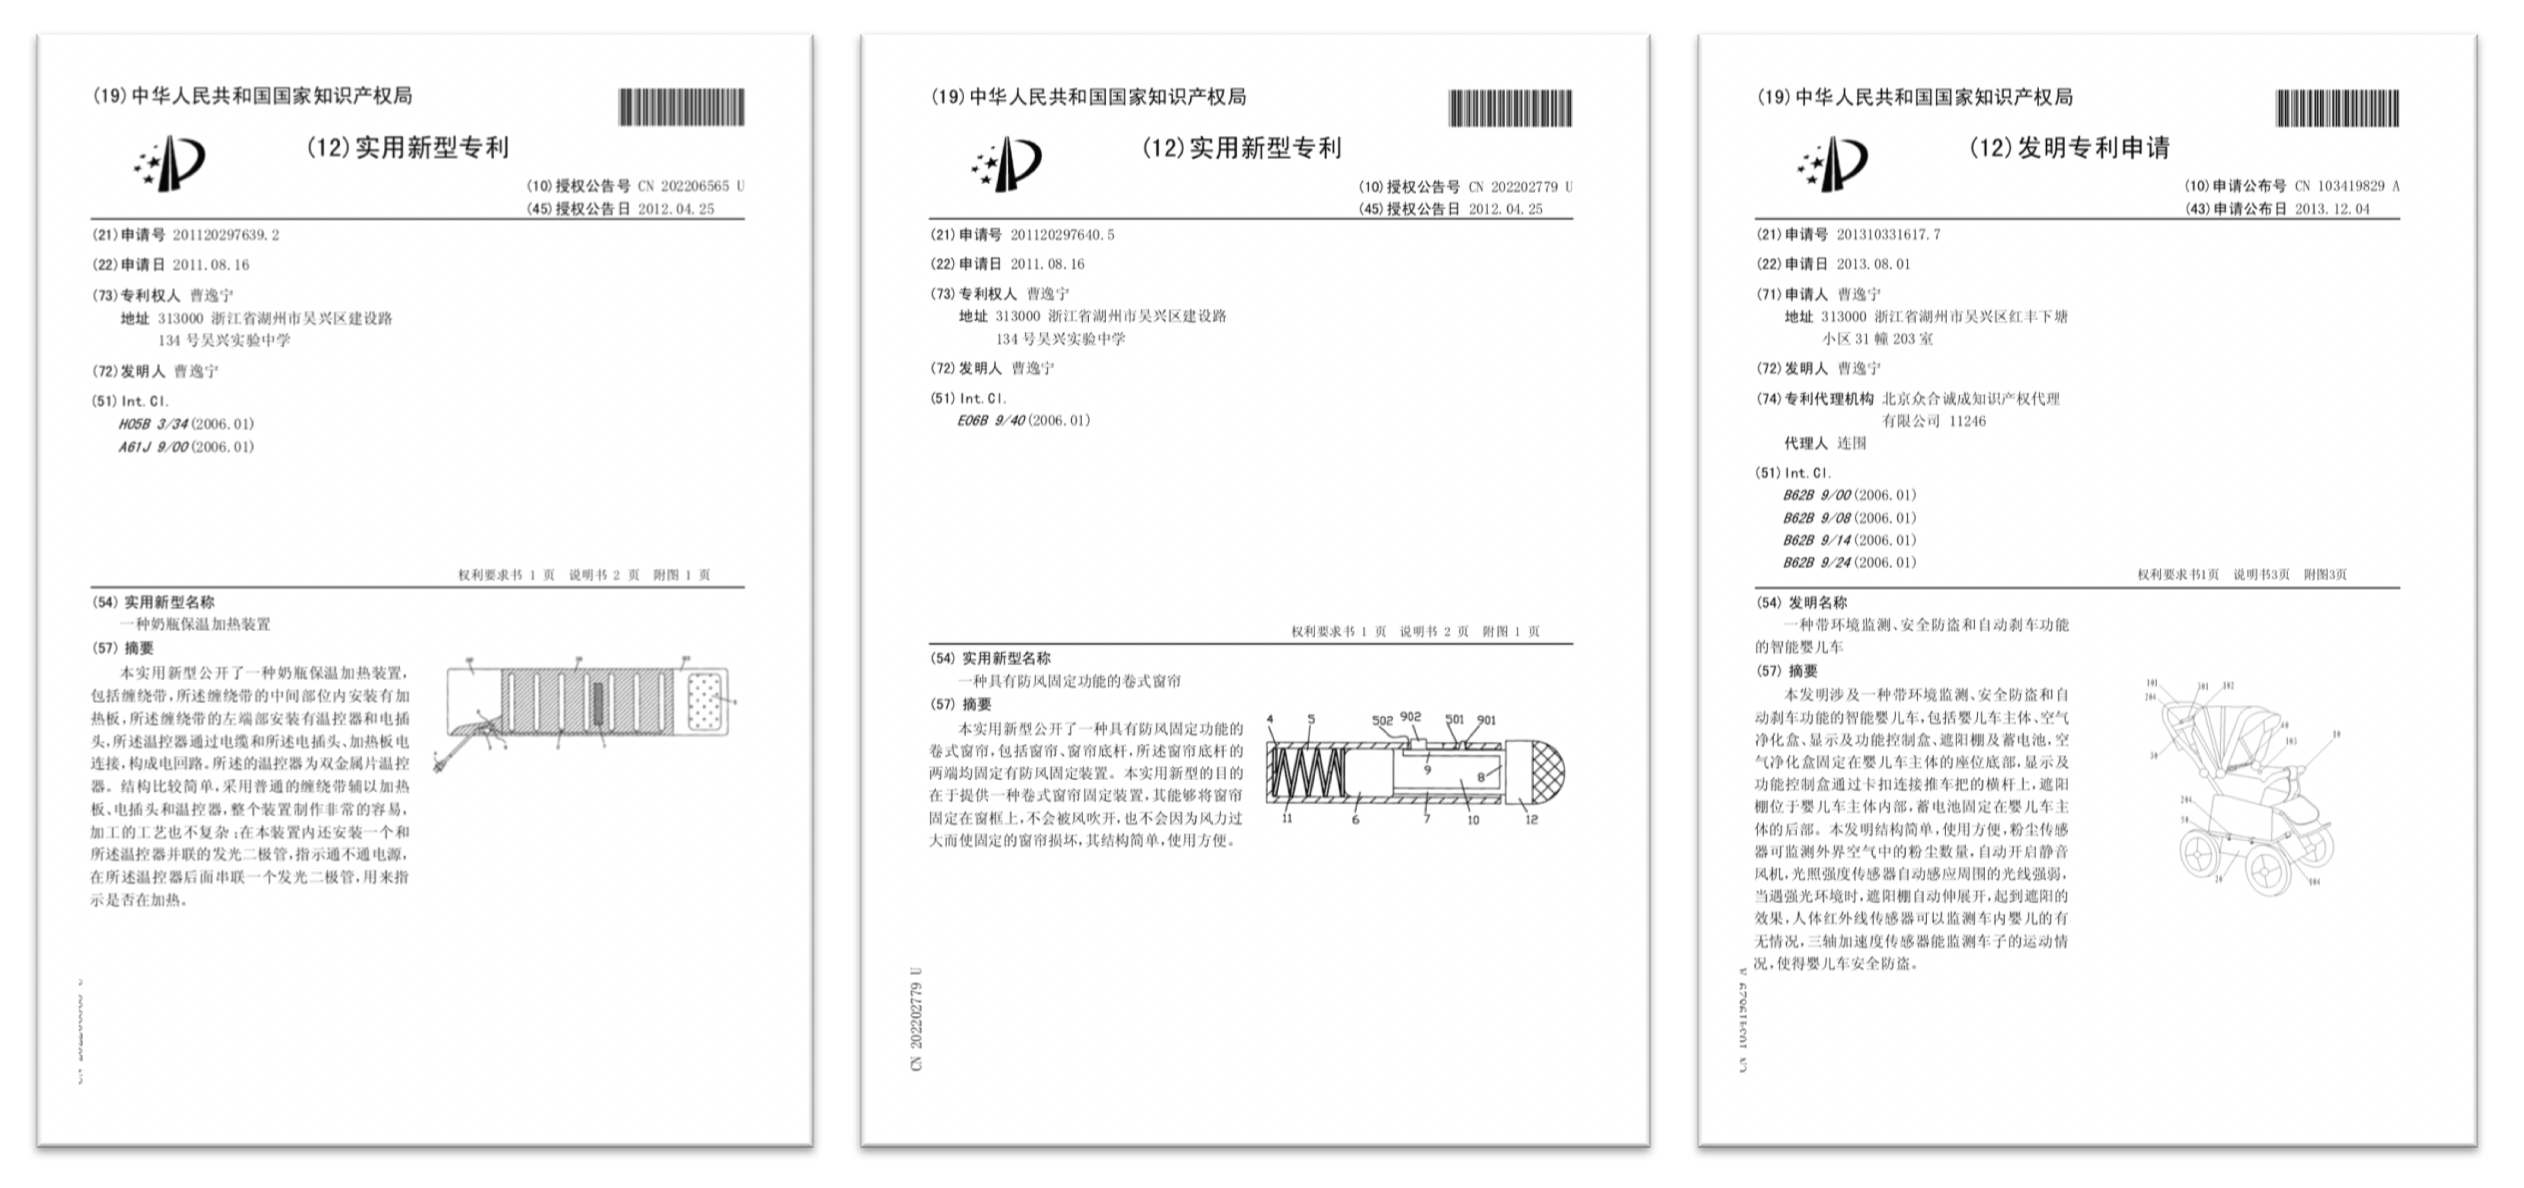 (19)中华人民共和国国家知识产权局
(12)实用新型专利
(10)授权公告号 CN 202206565 U
(45)授权公告日 2012.04.25
(21)申请号 201120297639.2
(22)申请日 2011.08.16
(73)专利权人 曹逸宁
地址 313000 浙江省湖州市吴兴区建设路
134 号吴兴实验中学
(72)发明人 曹逸宁
(51)Int.Cl.
H05B 3/34(2006.01)
A61J 9/00(2006.01)
权利要求书 1 页 说明书 2 页 附图 1 页
(54)实用新型名称
一种奶瓶保温加热装置
(57)摘要
本实用新型公开了一种奶瓶保温加热装置,
包括缠绕带,所述缠绕带的中间部位内安装有加
热板,所述缠绕带的左端部安装有温控器和电插
头,所述温控器通过电缆和所述电插头、加热板电
连接,构成电回路。所述的温控器为双金属片温控
器。结构比较简单,采用普通的缠绕带辅以加热
板、电插头和温控器,整个装置制作非常的容易,
加工的工艺也不复杂;在本装置内还安装一个和
所述温控器并联的发光二极管,指示通不通电源,
在所述温控器后面串联一个发光二极管,用来指
示是否在加热。
(19)中华人民共和国国家知识产权局
(12)实用新型专利
(10)授权公告号 CN 202202779 U
(45)授权公告日 2012.04.25
(21)申请号 201120297640.5
(22)申请日 2011.08.16
(73)专利权人 曹逸宁
地址 313000 浙江省湖州市吴兴区建设路
134 号吴兴实验中学
(72)发明人 曹逸宁
(51)Int.Cl.
E06B 9/40(2006.01)
权利要求书 1 页 说明书 2 页 附图 1 页
(54)实用新型名称
一种具有防风固定功能的卷式窗帘
(57)摘要
本实用新型公开了一种具有防风固定功能的
卷式窗帘,包括窗帘、窗帘底杆,所述窗帘底杆的
两端均固定有防风固定装置。本实用新型的目的
在于提供一种卷式窗帘固定装置,其能够将窗帘
固定在窗框上,不会被风吹开,也不会因为风力过
大而使固定的窗帘损坏,其结构简单,使用方便。
4 5 502 902 501 901
9 8
11 6 7 10 12
CN 202202779 U
(19)中华人民共和国国家知识产权局
(12)发明专利申请
(10)申请公布号 CN 103419829 A
(43)申请公布日 2013.12.04
(21)申请号 201310331617.7
(22)申请日 2013.08.01
(71)申请人 曹逸宁
地址 313000 浙江省湖州市吴兴区红丰下塘
小区 31 幢 203 室
(72)发明人 曹逸宁
(74)专利代理机构 北京众合诚成知识产权代理
有限公司 11246
代理人 连围
(51)Int.Cl.
B62B 9/00(2006.01)
B62B 9/08(2006.01)
B62B 9/14(2006.01)
B62B 9/24(2006.01)
权利要求书1页 说明书3页 附图3页
(54)发明名称
一种带环境监测、安全防盗和自动刹车功能
的智能婴儿车
(57)摘要
本发明涉及一种带环境监测、安全防盗和自
动刹车功能的智能婴儿车,包括婴儿车主体、空气
净化盒、显示及功能控制盒、遮阳棚及蓄电池,空
气净化盒固定在婴儿车主体的座位底部,显示及
功能控制盒通过卡扣连接推车把的横杆上,遮阳
棚位于婴儿车主体内部,蓄电池固定在婴儿车主
体的后部。本发明结构简单,使用方便,粉尘传感
器可监测外界空气中的粉尘数量,自动开启静音
风机,光照强度传感器自动感应周围的光线强弱,
当遇强光环境时,遮阳棚自动伸展开,起到遮阳的
效果,人体红外线传感器可以监测车内婴儿的有
无情况,三轴加速度传感器能监测车子的运动情
况,使得婴儿车安全防盗。